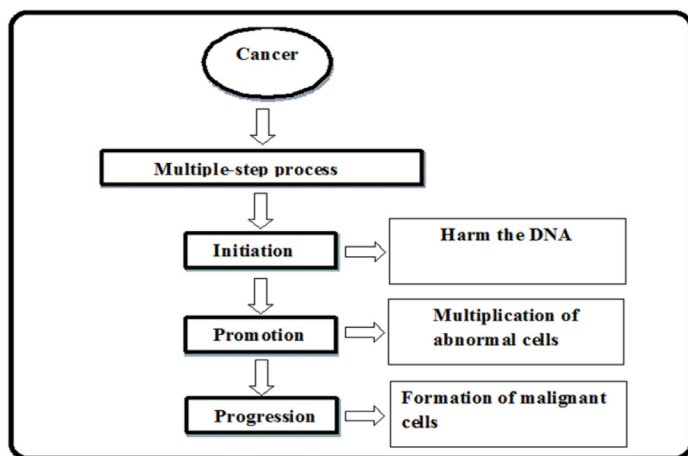 Cancer
Multiple-step process
Initiation
Harm the DNA
Promotion
Multiplication of
abnormal cells
Progression
Formation of malignant
cells